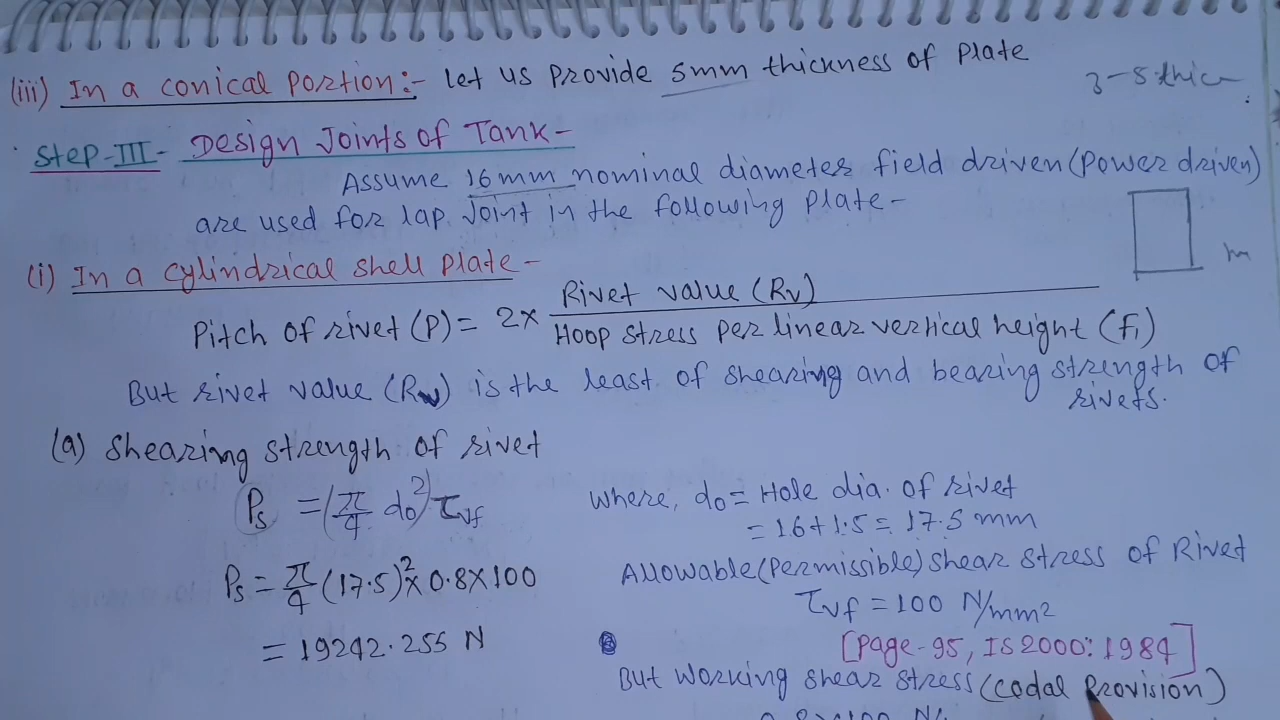 (iii) In a conical portion:- Let us provide 5mm thickness of Plate
3-5 thic
Step-III- Design Joints of Tank-
Assume 16mm nominal diameter field driven (Power driven)
are used for lap Joint in the following plate-
m
(i) In a cylindrical shell plate-
Pitch of rivet (P) = 2× Rivet value (Rv)
Hoop stress per linear vertical height (F1)
But rivet value (Rv) is the least of shearing and bearing strength of
rivets.
(a) Shearing strength of rivet
Ps = (π/4 do²) τvf
where, do = Hole dia. of rivet
= 16+1.5 = 17.5 mm
Ps = π/4 (17.5)² × 0.8×100
Allowable (Permissible) shear stress of Rivet
τvf = 100 N/mm2
= 19242.255 N
[Page-95, IS2000:1984]
But working shear stress (codal Provision)